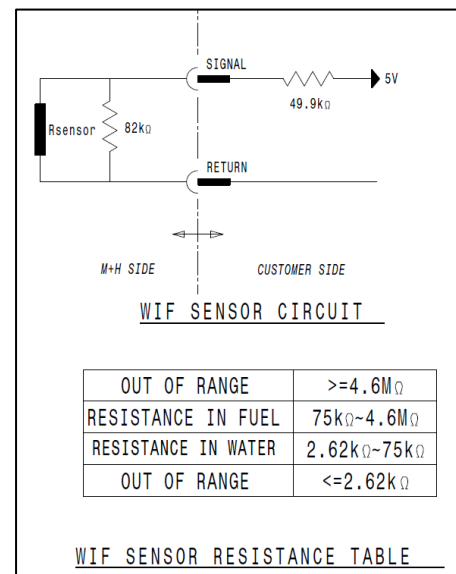 SIGNAL
5V
49.9kΩ
Rsensor
82kΩ
RETURN
M+H SIDE
CUSTOMER SIDE
WIF SENSOR CIRCUIT
OUT OF RANGE >=4.6MΩ
RESISTANCE IN FUEL 75kΩ~4.6MΩ
RESISTANCE IN WATER 2.62kΩ~75kΩ
OUT OF RANGE <=2.62kΩ
WIF SENSOR RESISTANCE TABLE